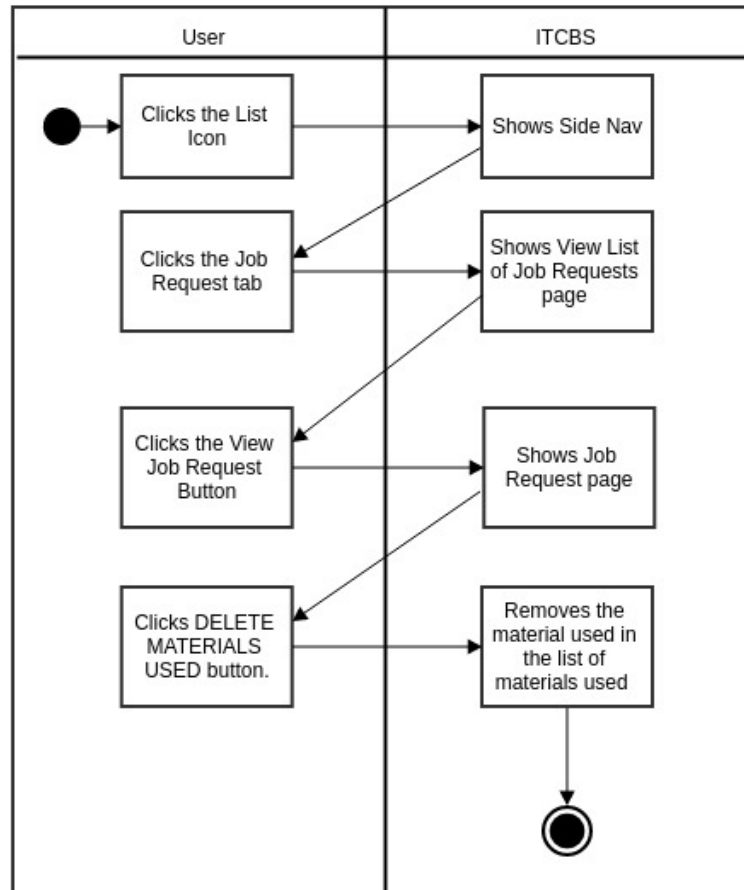 User
ITCBS
Clicks the List
Icon
Shows Side Nav
Clicks the Job
Request tab
Shows View List
of Job Requests
page
Clicks the View
Job Request
Button
Shows Job
Request page
Clicks DELETE
MATERIALS
USED button.
Removes the
material used in
the list of
materials used